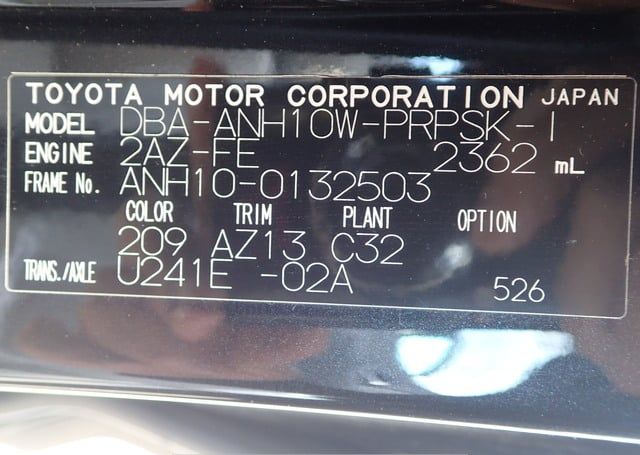 TOYOTA MOTOR CORPORATION JAPAN
MODEL DBA-ANH10W-PRPSK-I
ENGINE 2AZ-FE 2362 mL
FRAME No. ANH10-0132503
COLOR TRIM PLANT OPTION
209 AZ13 C32
TRANS./AXLE U241E -02A 526